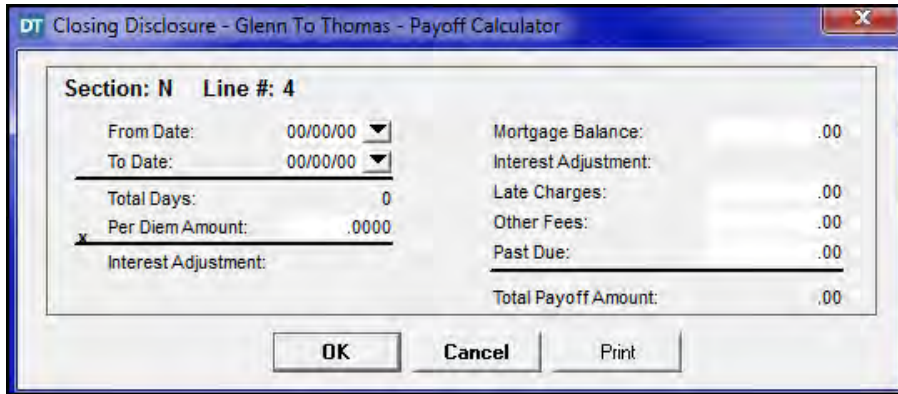 DT Closing Disclosure - Glenn To Thomas - Payoff Calculator
X
Section: N Line #: 4
From Date: 00/00/00
To Date: 00/00/00
Total Days: 0
x Per Diem Amount: .0000
Interest Adjustment:
Mortgage Balance: .00
Interest Adjustment:
Late Charges: .00
Other Fees: .00
Past Due: .00
Total Payoff Amount: .00
OK Cancel Print